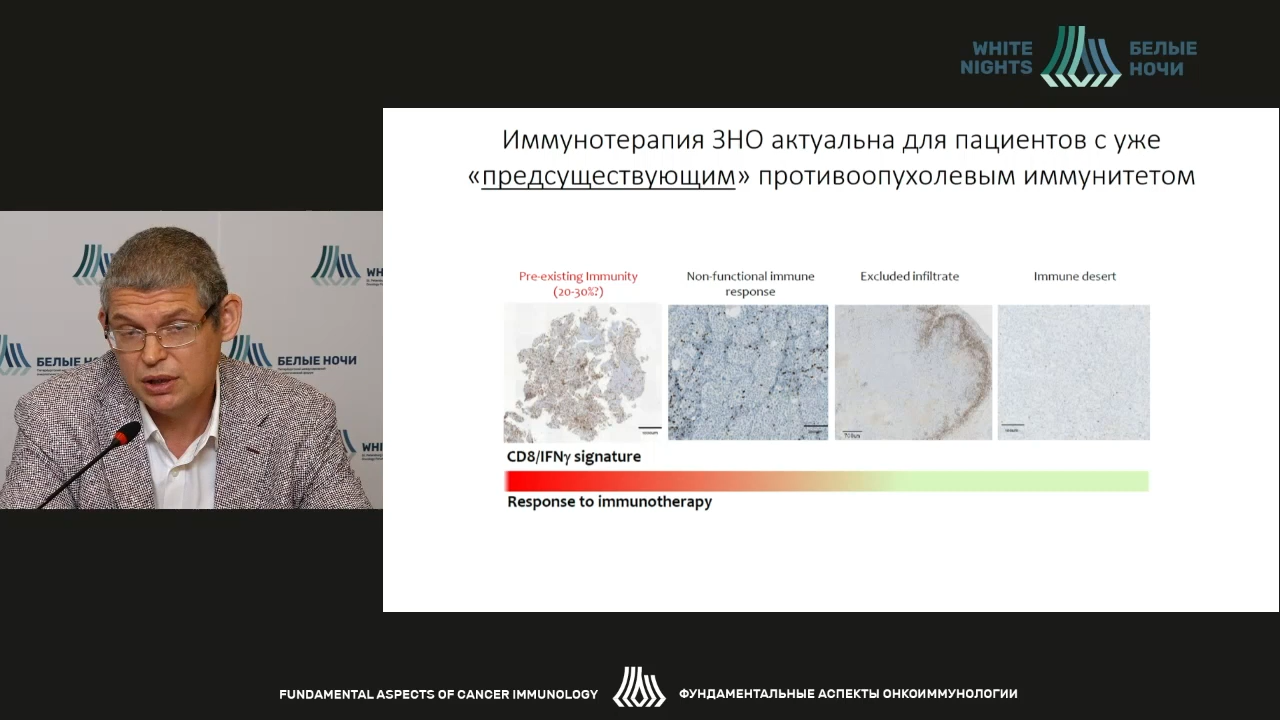 WHITE
NIGHTS
БЕЛЫЕ
НОЧИ
Иммунотерапия ЗНО актуальна для пациентов с уже
«предсуществующим» противоопухолевым иммунитетом
Pre-existing Immunity
(20-30%?)
Non-functional immune
response
Excluded infiltrate
Immune desert
CD8/IFNγ signature
Response to immunotherapy
WH
БЕЛЫЕ НО
БЕЛЫЕ НОЧИ
FUNDAMENTAL ASPECTS OF CANCER IMMUNOLOGY
ФУНДАМЕНТАЛЬНЫЕ АСПЕКТЫ ОНКОИММУНОЛОГИИ